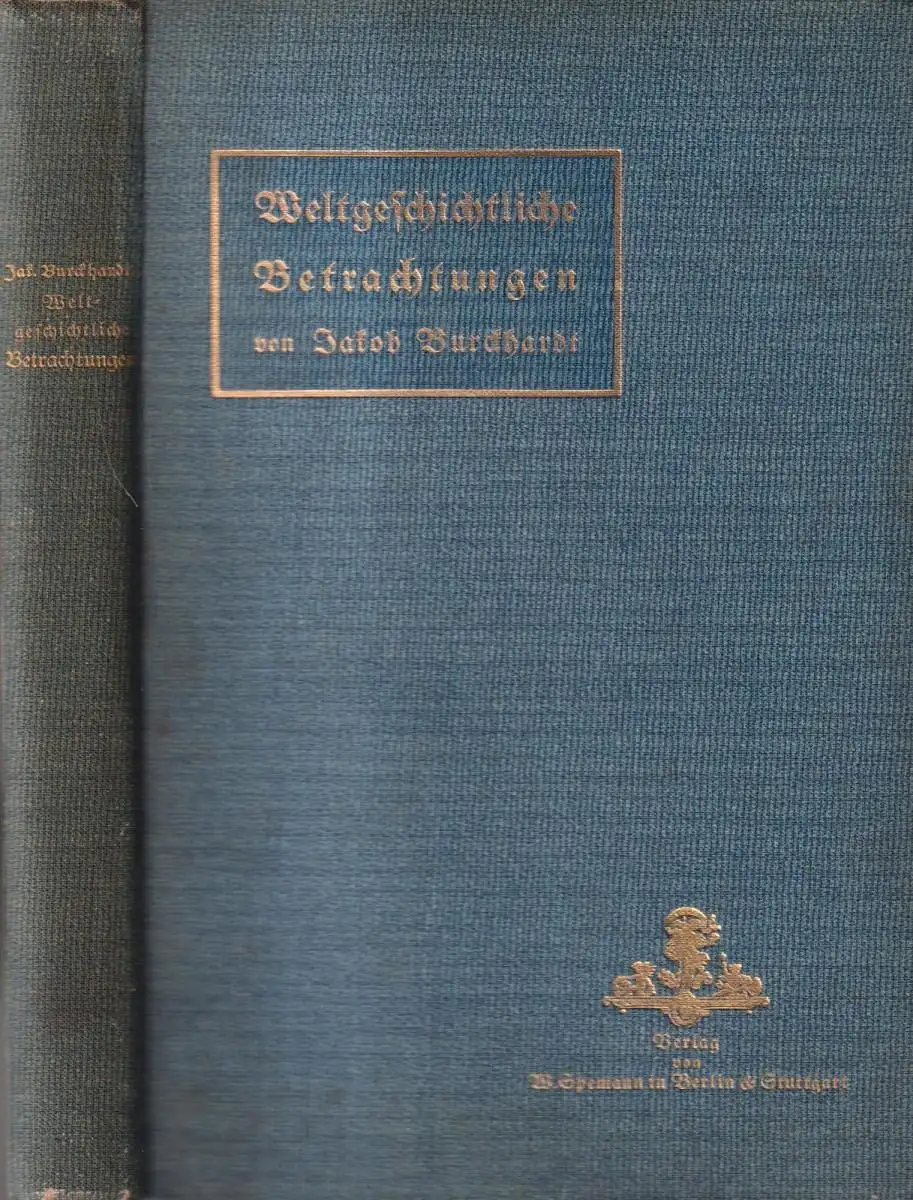 Jak. Burckhardt
Welt-
geschichtliche
Betrachtungen
Weltgeschichtliche
Betrachtungen
von Jakob Burckhardt
Verlag
von
W. Spemann in Berlin & Stuttgart